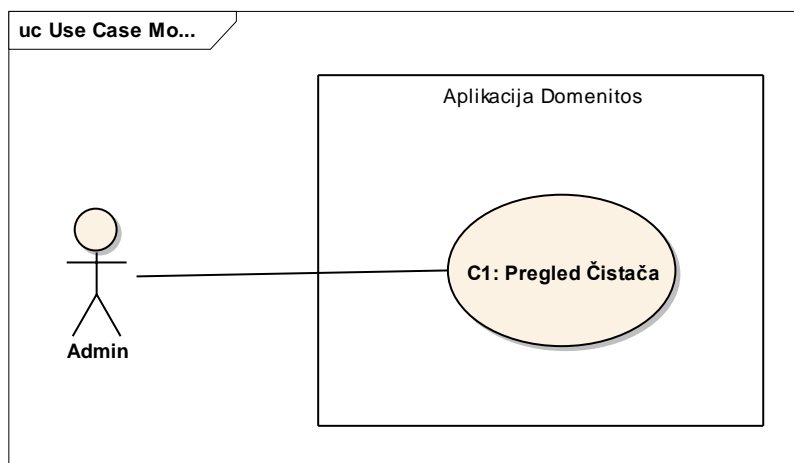 uc Use Case Mo...
Aplikacija Domenitos
C1: Pregled Čistača
Admin